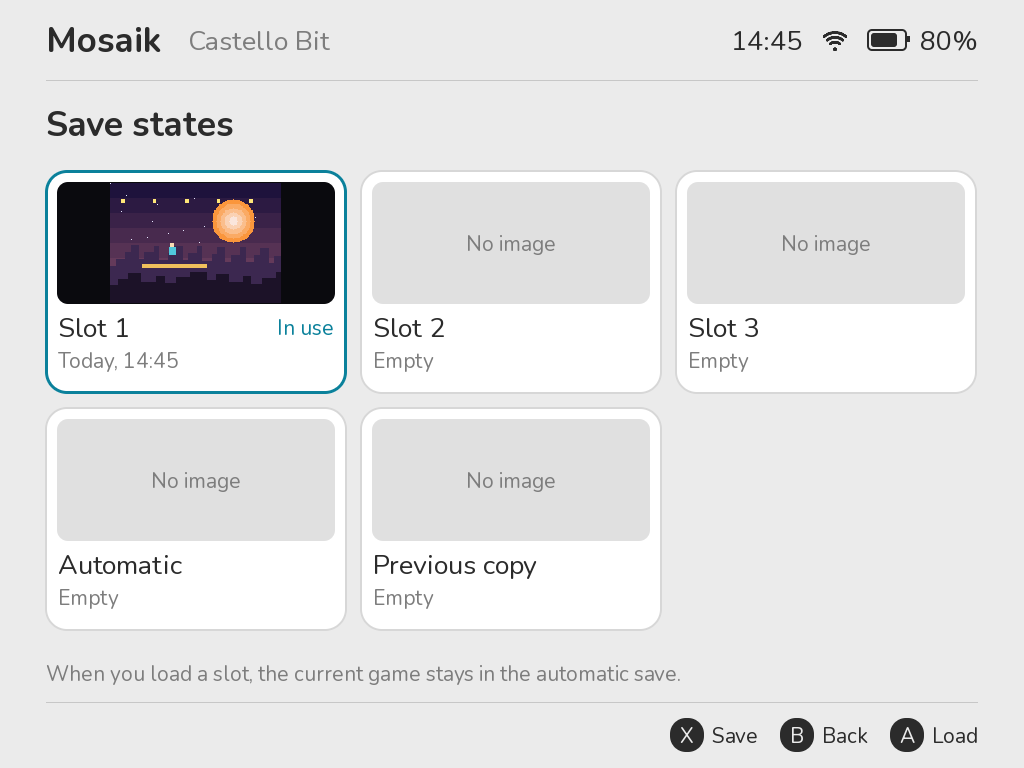 Mosaik Castello Bit 14:45 80%
Save states
No image No image
Slot 1 In use Slot 2 Slot 3
Today, 14:45 Empty Empty
No image No image
Automatic Previous copy
Empty Empty
When you load a slot, the current game stays in the automatic save.
X Save B Back A Load